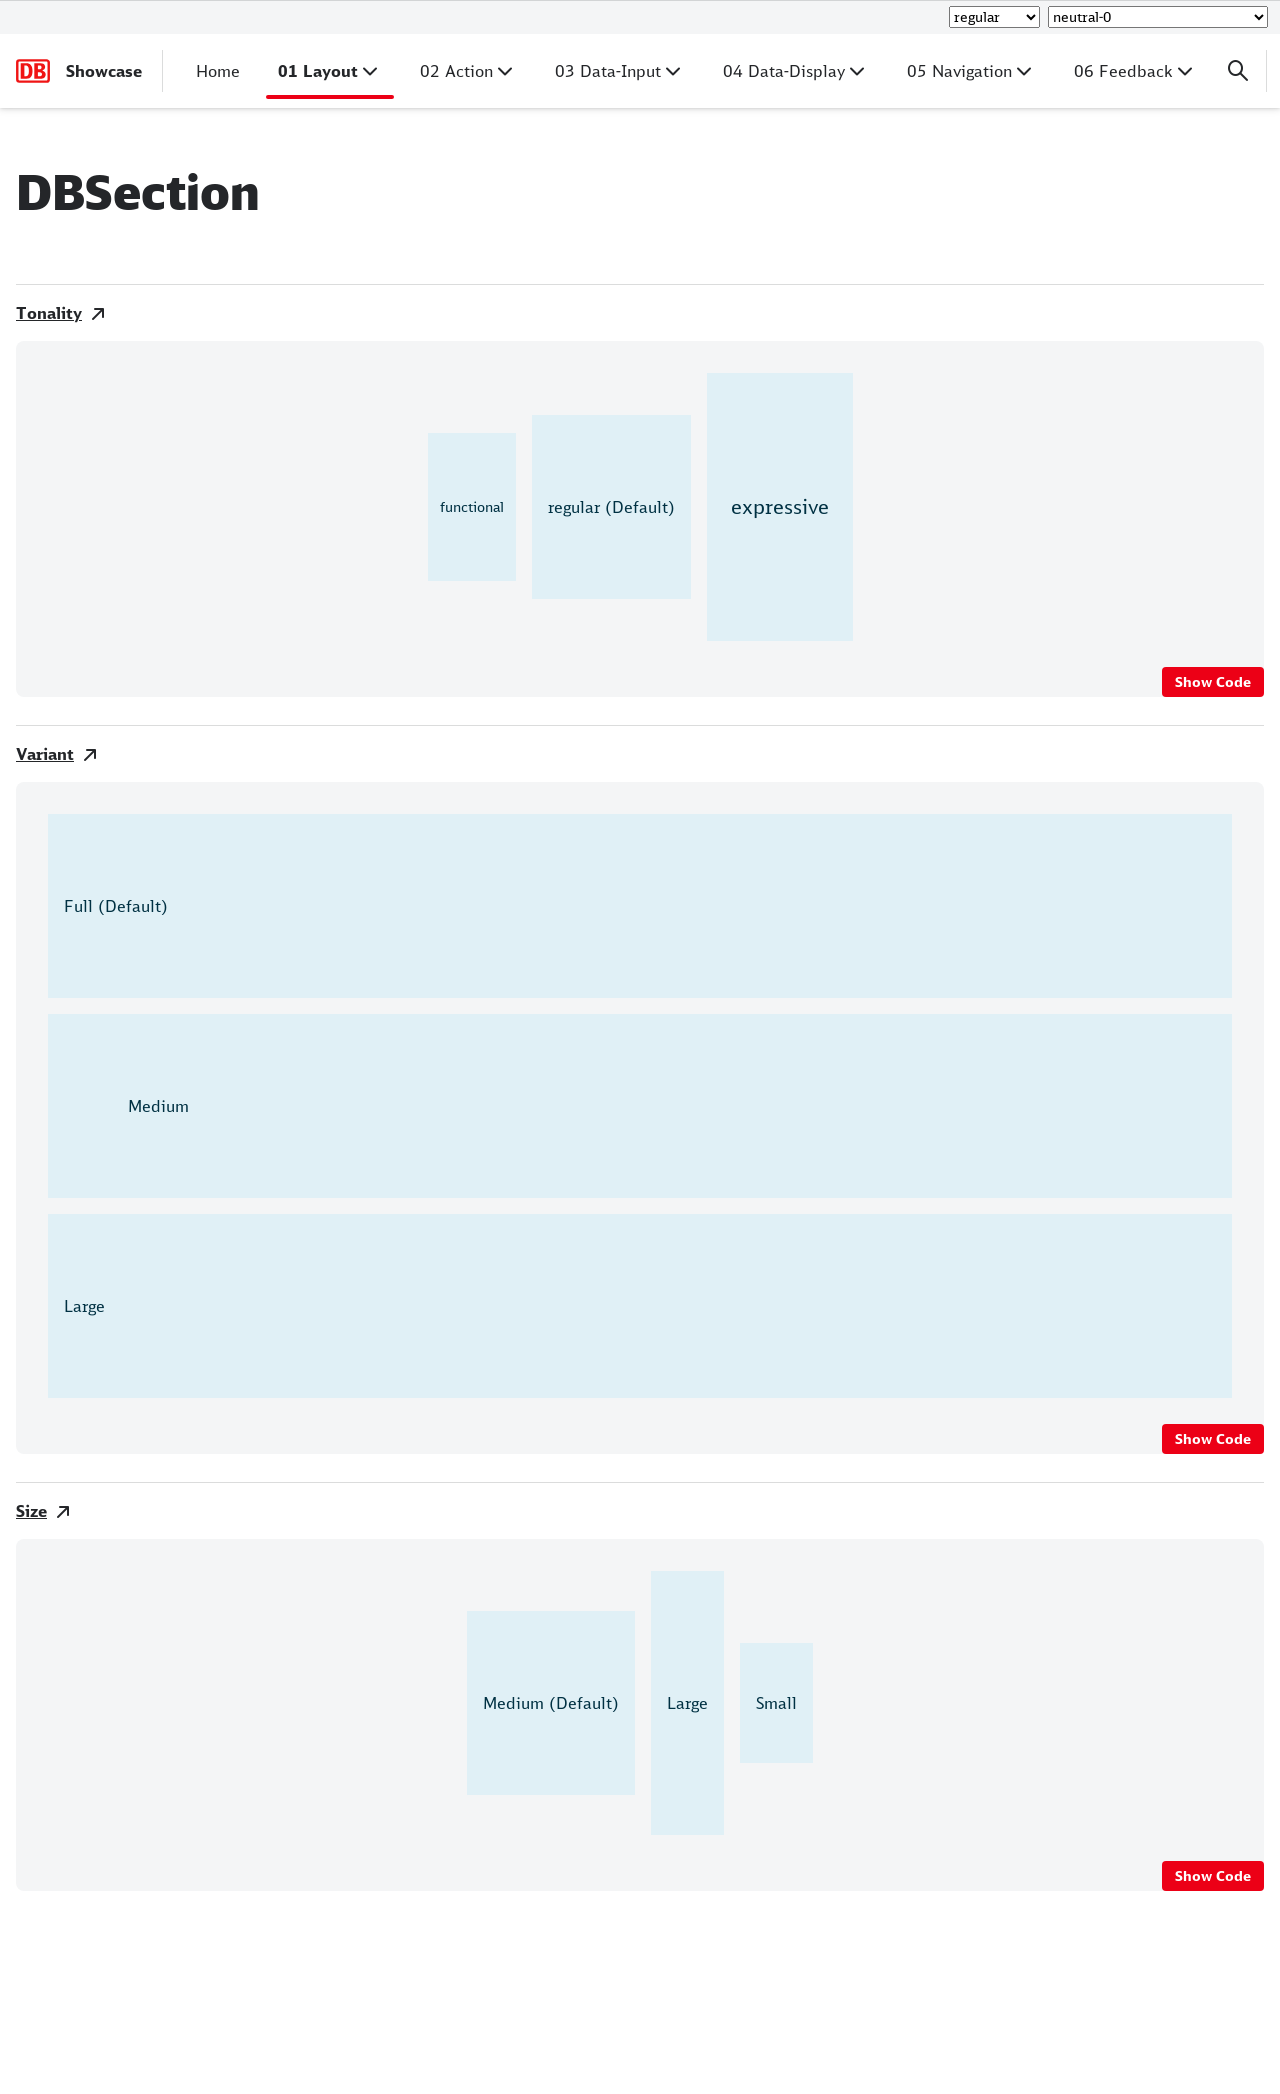 regular neutral-0
DB Showcase Home 01 Layout 02 Action 03 Data-Input 04 Data-Display 05 Navigation 06 Feedback
DBSection
Tonality
functional regular (Default) expressive
Show Code
Variant
Full (Default)
Medium
Large
Show Code
Size
Medium (Default) Large Small
Show Code